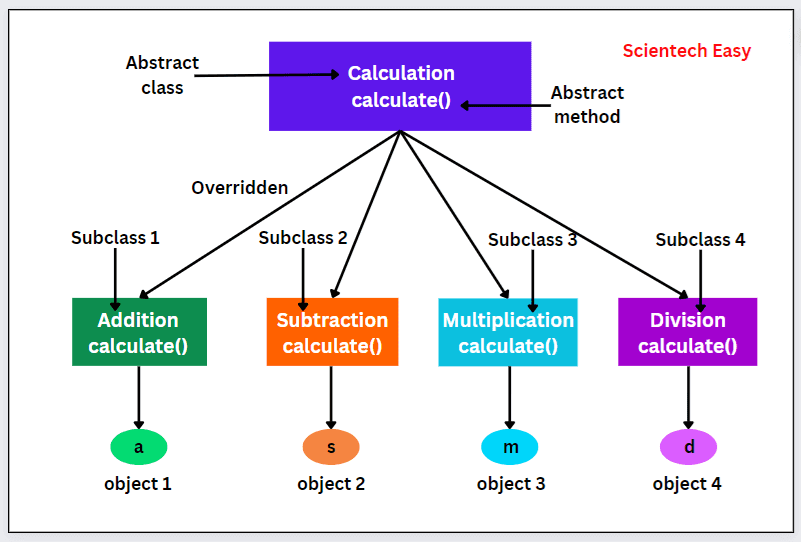 Scientech Easy
Abstract
class
Calculation
calculate()
Abstract
method
Overridden
Subclass 1
Subclass 2
Subclass 3
Subclass 4
Addition
calculate()
Subtraction
calculate()
Multiplication
calculate()
Division
calculate()
a
s
m
d
object 1
object 2
object 3
object 4